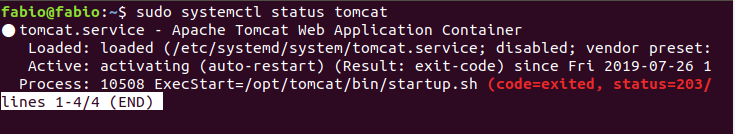 fabio@fabio:~$ sudo systemctl status tomcat
● tomcat.service - Apache Tomcat Web Application Container
Loaded: loaded (/etc/systemd/system/tomcat.service; disabled; vendor preset:
Active: activating (auto-restart) (Result: exit-code) since Fri 2019-07-26 1
Process: 10508 ExecStart=/opt/tomcat/bin/startup.sh (code=exited, status=203/
lines 1-4/4 (END)